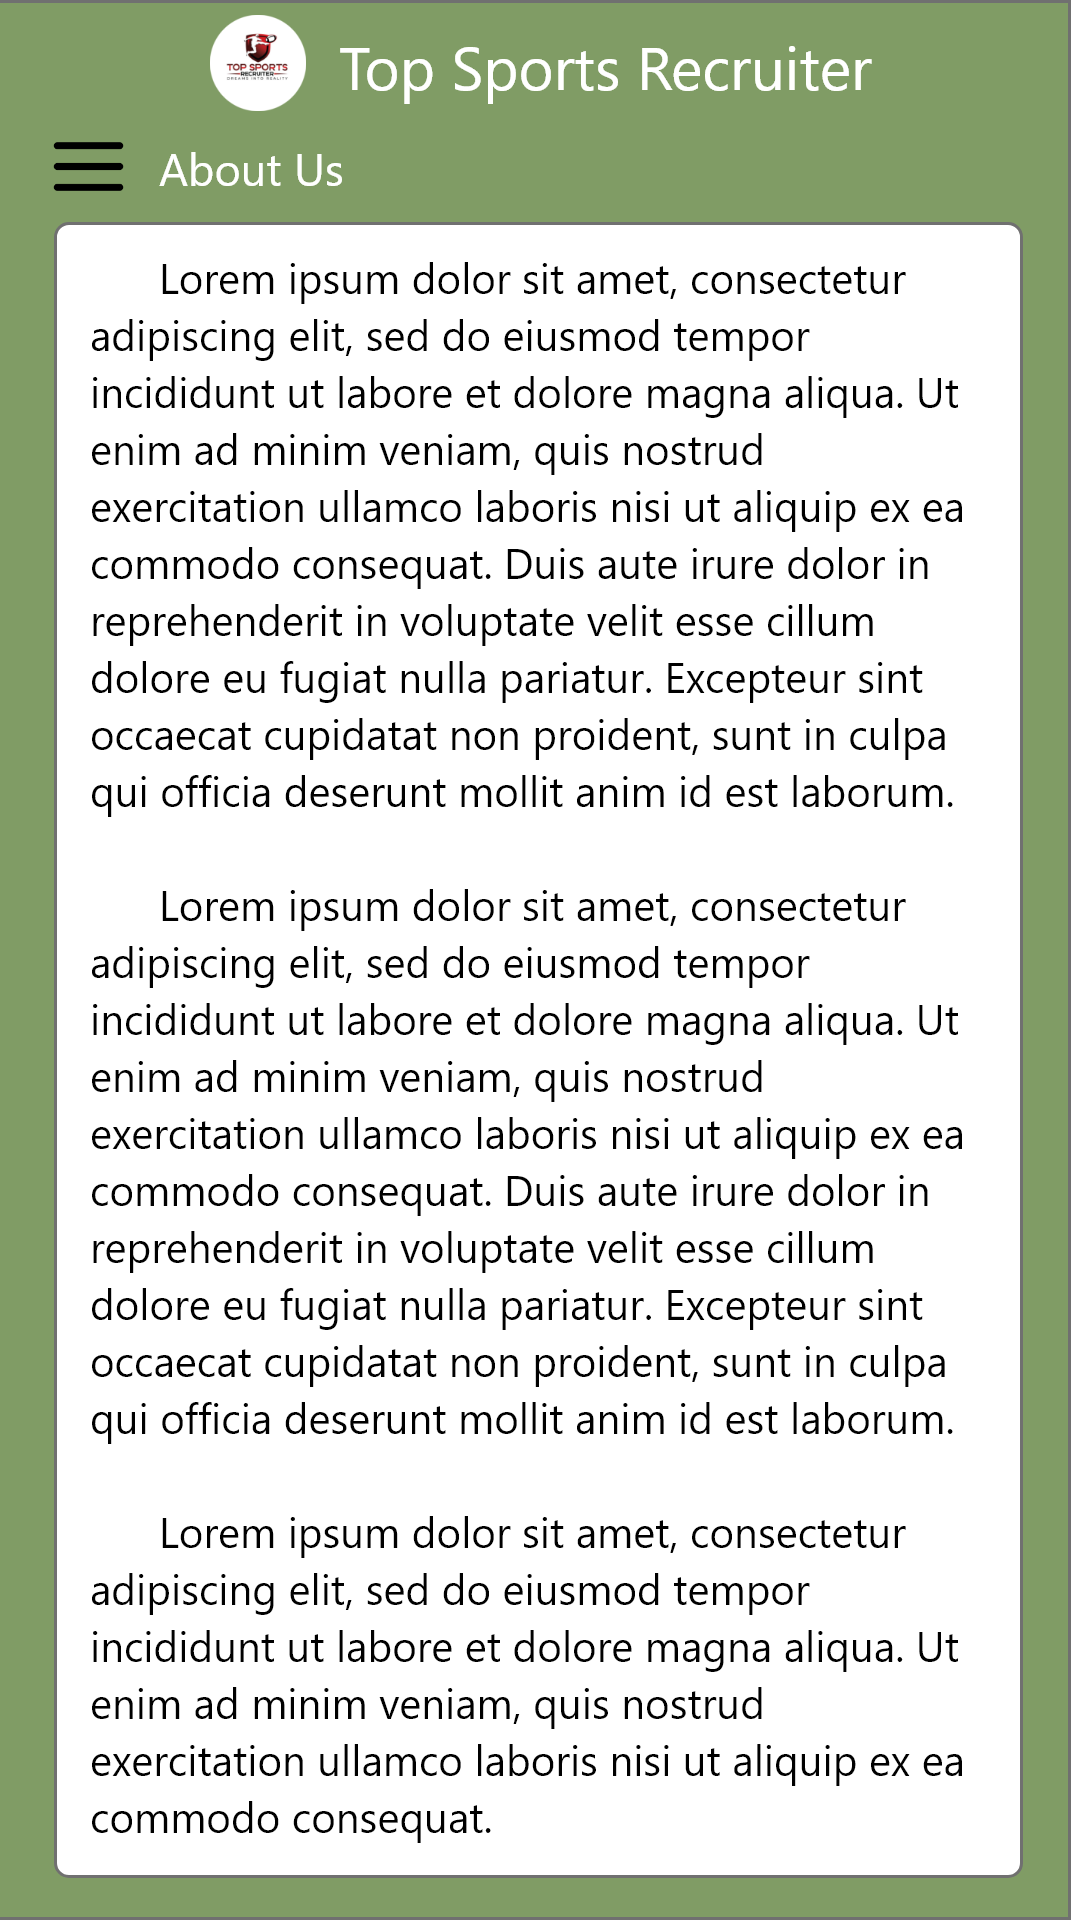 TOP SPORTS
RECRUITER
DREAMS INTO REALITY
Top Sports Recruiter
About Us
Lorem ipsum dolor sit amet, consectetur
adipiscing elit, sed do eiusmod tempor
incididunt ut labore et dolore magna aliqua. Ut
enim ad minim veniam, quis nostrud
exercitation ullamco laboris nisi ut aliquip ex ea
commodo consequat. Duis aute irure dolor in
reprehenderit in voluptate velit esse cillum
dolore eu fugiat nulla pariatur. Excepteur sint
occaecat cupidatat non proident, sunt in culpa
qui officia deserunt mollit anim id est laborum.
Lorem ipsum dolor sit amet, consectetur
adipiscing elit, sed do eiusmod tempor
incididunt ut labore et dolore magna aliqua. Ut
enim ad minim veniam, quis nostrud
exercitation ullamco laboris nisi ut aliquip ex ea
commodo consequat. Duis aute irure dolor in
reprehenderit in voluptate velit esse cillum
dolore eu fugiat nulla pariatur. Excepteur sint
occaecat cupidatat non proident, sunt in culpa
qui officia deserunt mollit anim id est laborum.
Lorem ipsum dolor sit amet, consectetur
adipiscing elit, sed do eiusmod tempor
incididunt ut labore et dolore magna aliqua. Ut
enim ad minim veniam, quis nostrud
exercitation ullamco laboris nisi ut aliquip ex ea
commodo consequat.